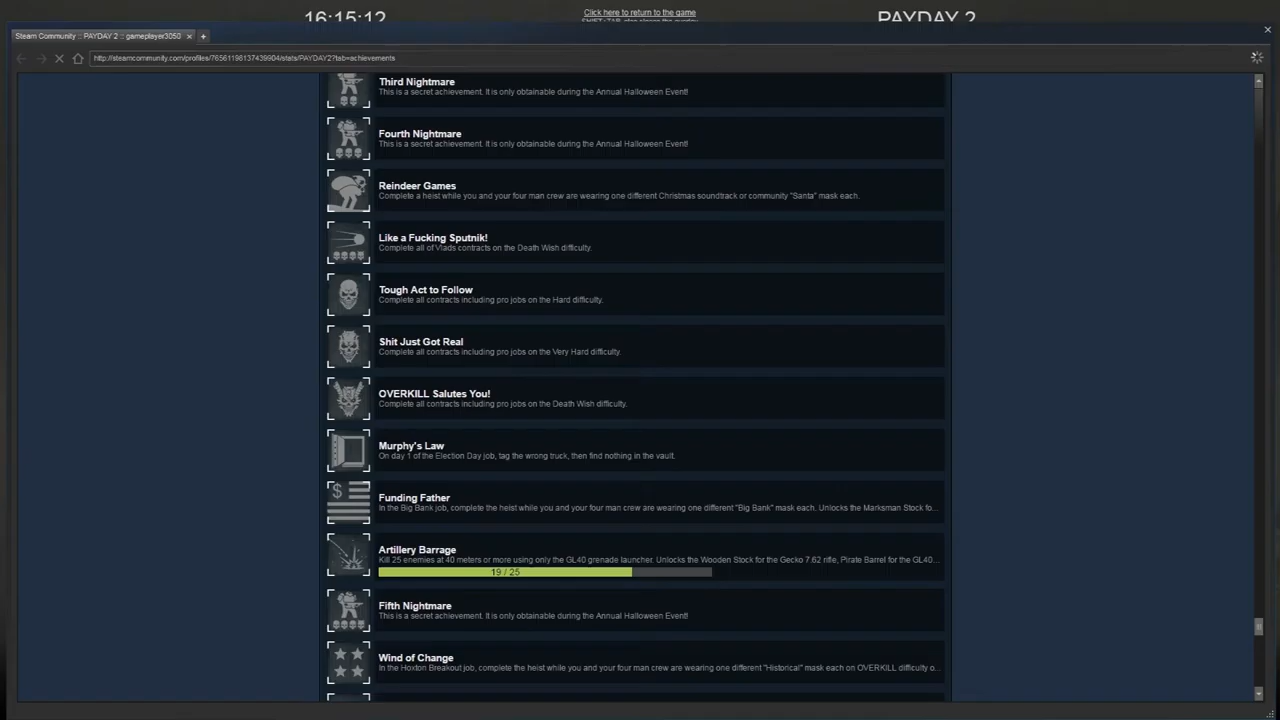 16:15:12
Click here to return to the game
PAYDAY 2
Steam Community :: PAYDAY 2 :: gameplayer3050
http://steamcommunity.com/profiles/76561198137439904/stats/PAYDAY2?tab=achievements
Third Nightmare
This is a secret achievement. It is only obtainable during the Annual Halloween Event!
Fourth Nightmare
This is a secret achievement. It is only obtainable during the Annual Halloween Event!
Reindeer Games
Complete a heist while you and your four man crew are wearing one different Christmas soundtrack or community "Santa" mask each.
Like a Fucking Sputnik!
Complete all of Vlads contracts on the Death Wish difficulty.
Tough Act to Follow
Complete all contracts including pro jobs on the Hard difficulty.
Shit Just Got Real
Complete all contracts including pro jobs on the Very Hard difficulty.
OVERKILL Salutes You!
Complete all contracts including pro jobs on the Death Wish difficulty.
Murphy's Law
On day 1 of the Election Day job, tag the wrong truck, then find nothing in the vault.
$
Funding Father
In the Big Bank job, complete the heist while you and your four man crew are wearing one different "Big Bank" mask each. Unlocks the Marksman Stock fo...
Artillery Barrage
Kill 25 enemies at 40 meters or more using only the GL40 grenade launcher. Unlocks the Wooden Stock for the Gecko 7.62 rifle, Pirate Barrel for the GL40...
19 / 25
Fifth Nightmare
This is a secret achievement. It is only obtainable during the Annual Halloween Event!
Wind of Change
In the Hoxton Breakout job, complete the heist while you and your four man crew are wearing one different "Historical" mask each on OVERKILL difficulty o...